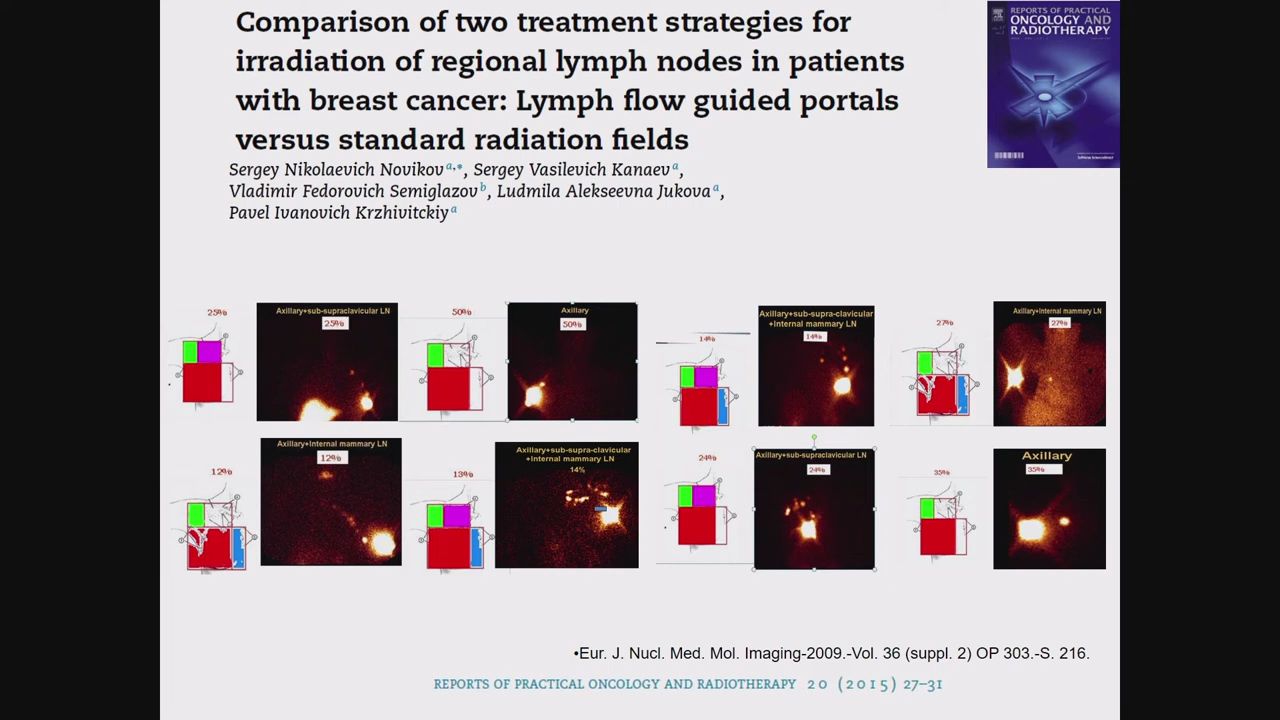 Comparison of two treatment strategies for
irradiation of regional lymph nodes in patients
with breast cancer: Lymph flow guided portals
versus standard radiation fields
Sergey Nikolaevich Novikov a,*, Sergey Vasilevich Kanaev a,
Vladimir Fedorovich Semiglazov b, Ludmila Alekseevna Jukova a,
Pavel Ivanovich Krzhivitckiy a
REPORTS OF PRACTICAL
ONCOLOGY AND
RADIOTHERAPY
25%
Axillary+sub-supraclavicular LN
25%
50%
Axillary
50%
14%
Axillary+sub-supra-clavicular
+Internal mammary LN
14%
27%
Axillary+Internal mammary LN
27%
12%
Axillary+Internal mammary LN
12%
13%
Axillary+sub-supra-clavicular
+Internal mammary LN
14%
24%
Axillary+sub-supraclavicular LN
24%
35%
Axillary
35%
•Eur. J. Nucl. Med. Mol. Imaging-2009.-Vol. 36 (suppl. 2) OP 303.-S. 216.
REPORTS OF PRACTICAL ONCOLOGY AND RADIOTHERAPY 20 (2015) 27–31